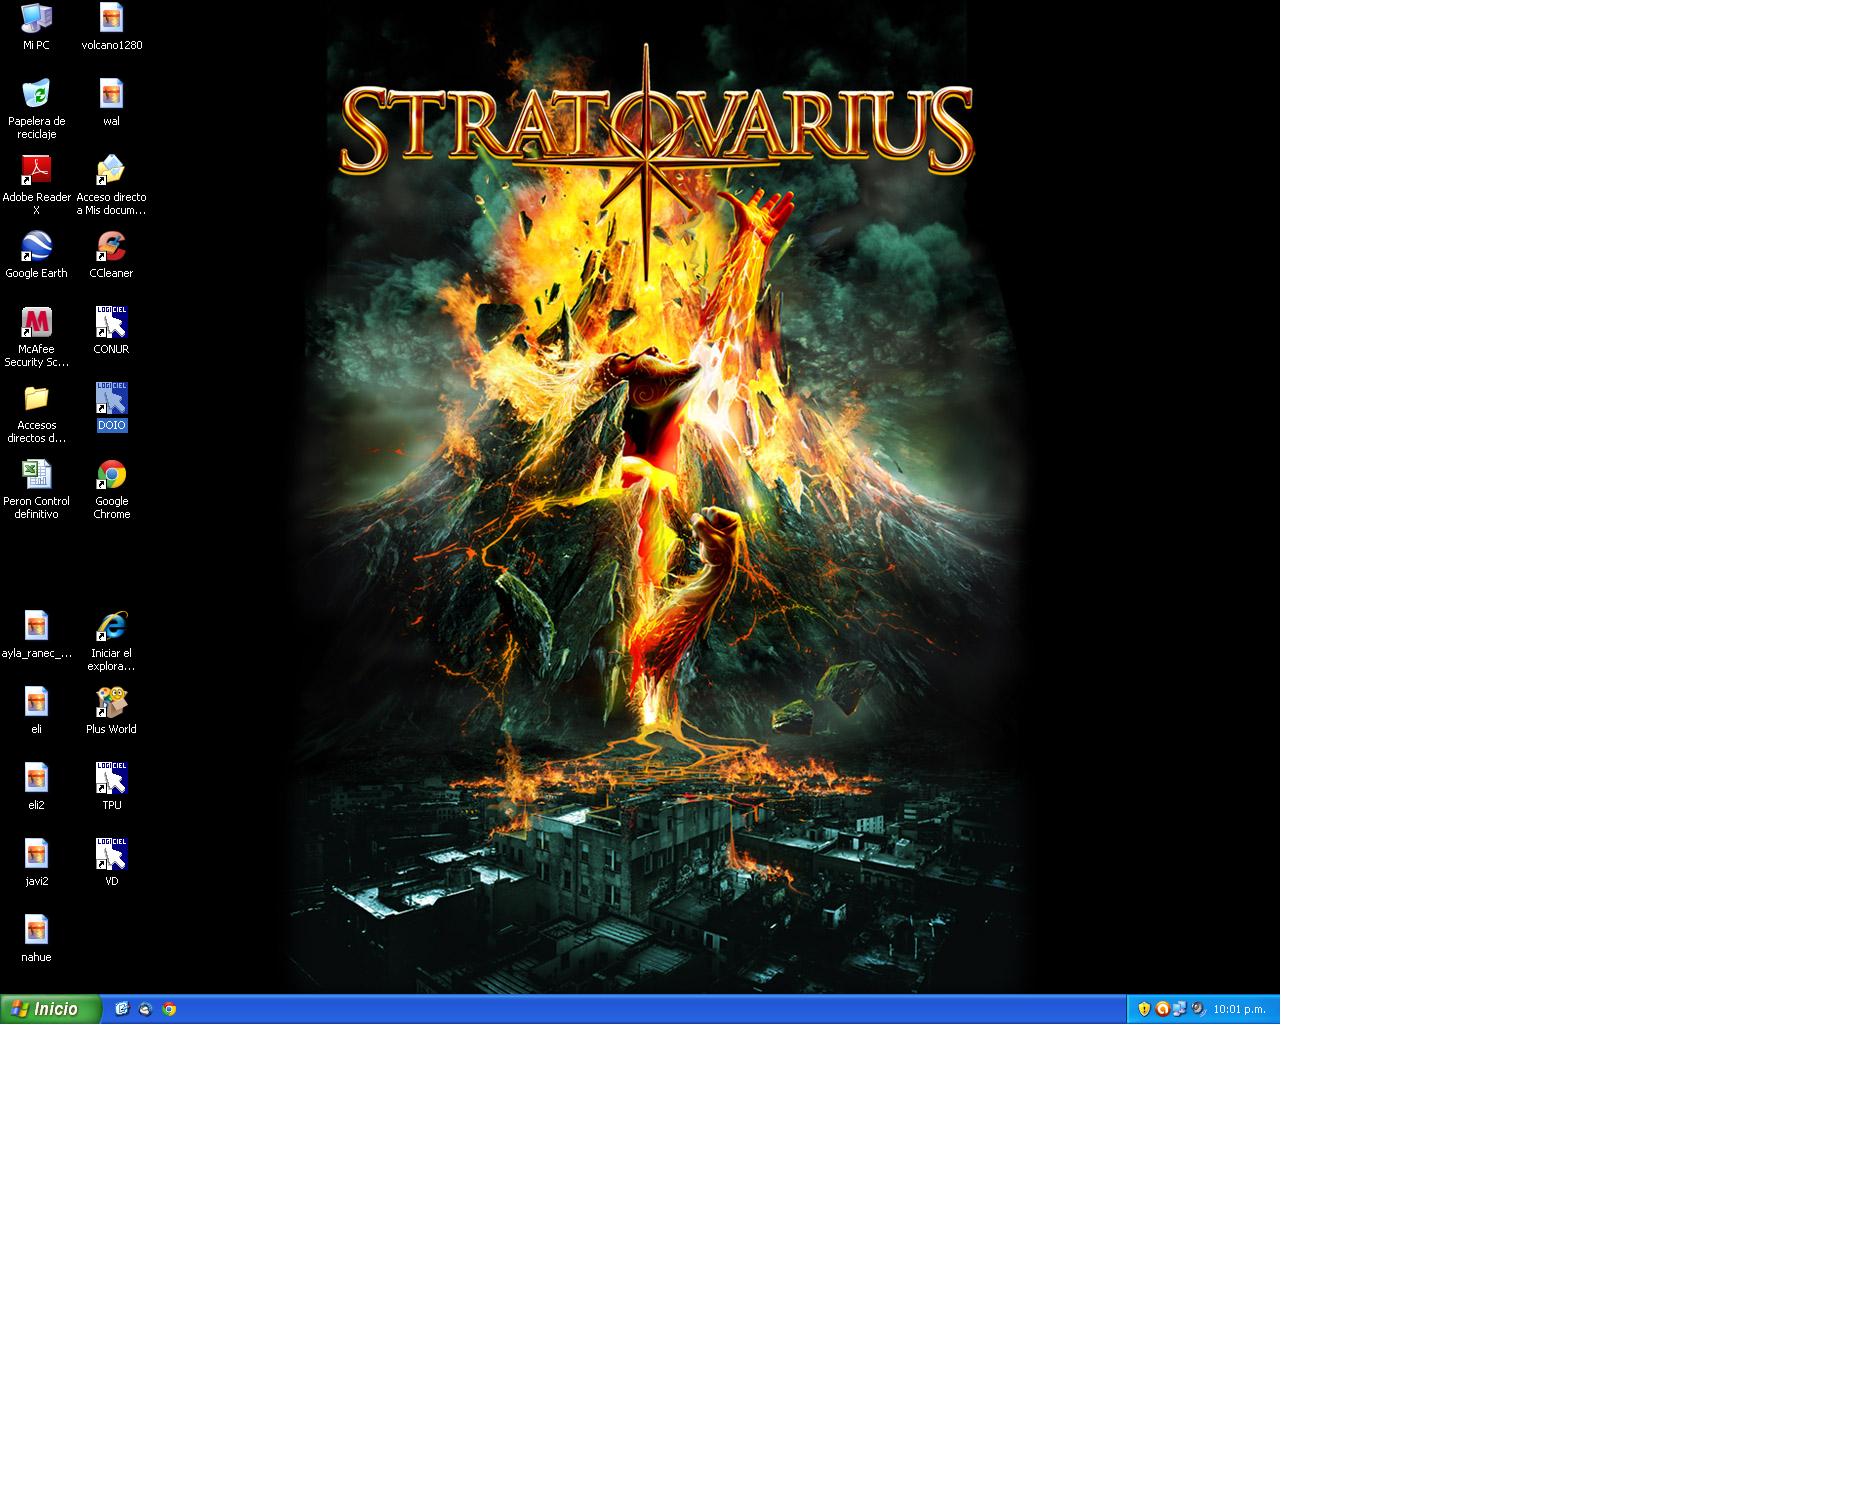 STRATOVARIUS
Mi PC
volcano1280
Papelera de
reciclaje
wal
Adobe Reader
X
Acceso directo
a Mis docum...
Google Earth
CCleaner
McAfee
Security Sc...
LOGICIEL
CONUR
Accesos
directos d...
LOGICIEL
DOIO
Peron Control
definitivo
Google
Chrome
ayla_ranec_...
Iniciar el
explora...
eli
Plus World
eli2
LOGICIEL
TPU
javi2
LOGICIEL
VD
nahue
Inicio
10:01 p.m.